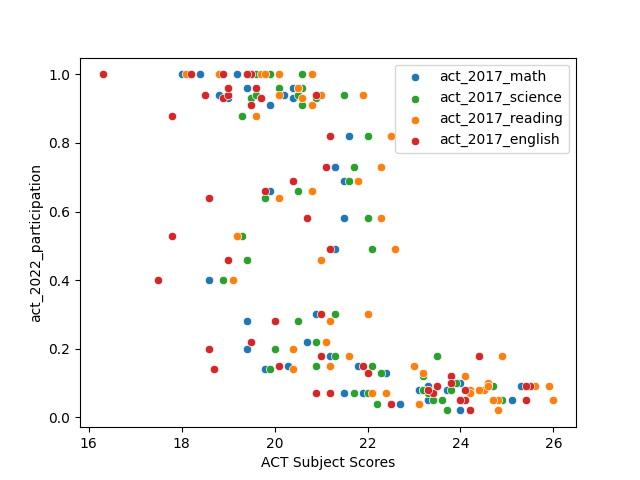 1.0
0.8
0.6
0.4
0.2
0.0
act_2022_participation
16
18
20
22
24
26
ACT Subject Scores
act_2017_math
act_2017_science
act_2017_reading
act_2017_english